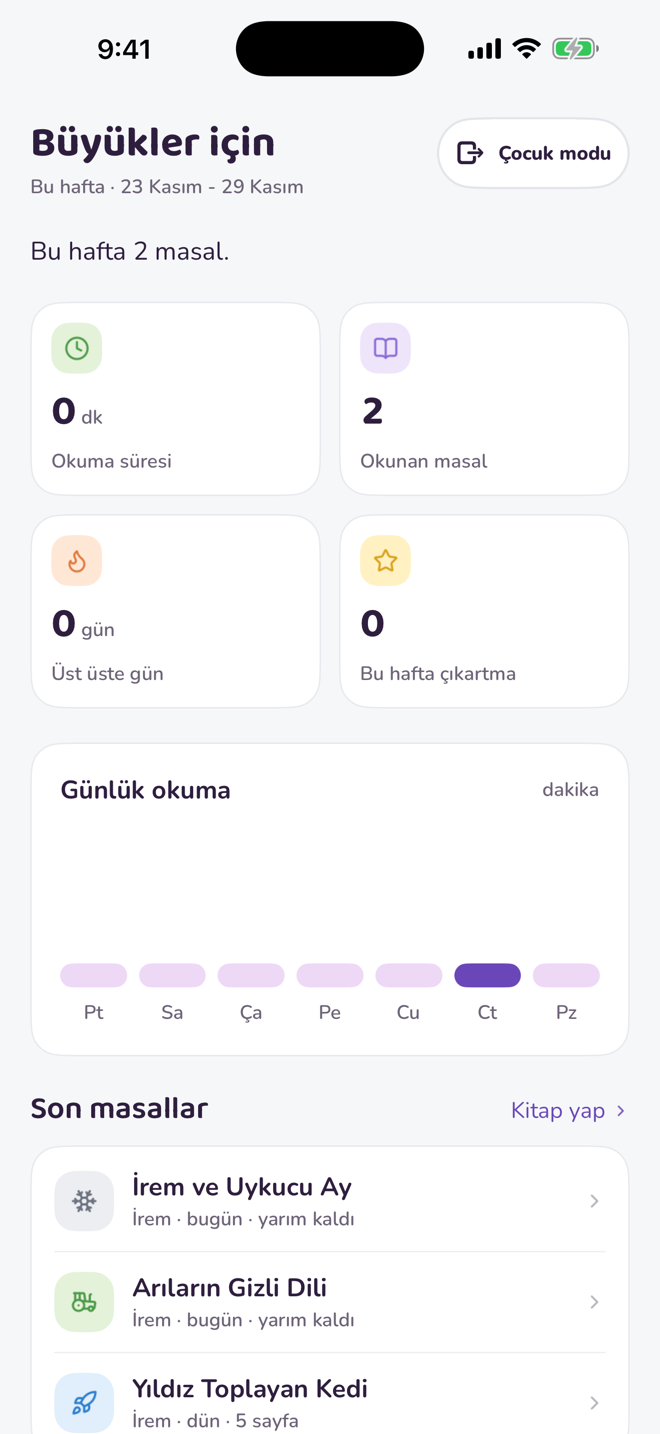 9:41
Büyükler için
Çocuk modu
Bu hafta · 23 Kasım - 29 Kasım
Bu hafta 2 masal.
0 dk
Okuma süresi
2
Okunan masal
0 gün
Üst üste gün
0
Bu hafta çıkartma
Günlük okuma
dakika
Pt Sa Ça Pe Cu Ct Pz
Son masallar
Kitap yap
İrem ve Uykucu Ay
İrem · bugün · yarım kaldı
Arıların Gizli Dili
İrem · bugün · yarım kaldı
Yıldız Toplayan Kedi
İrem · dün · 5 sayfa